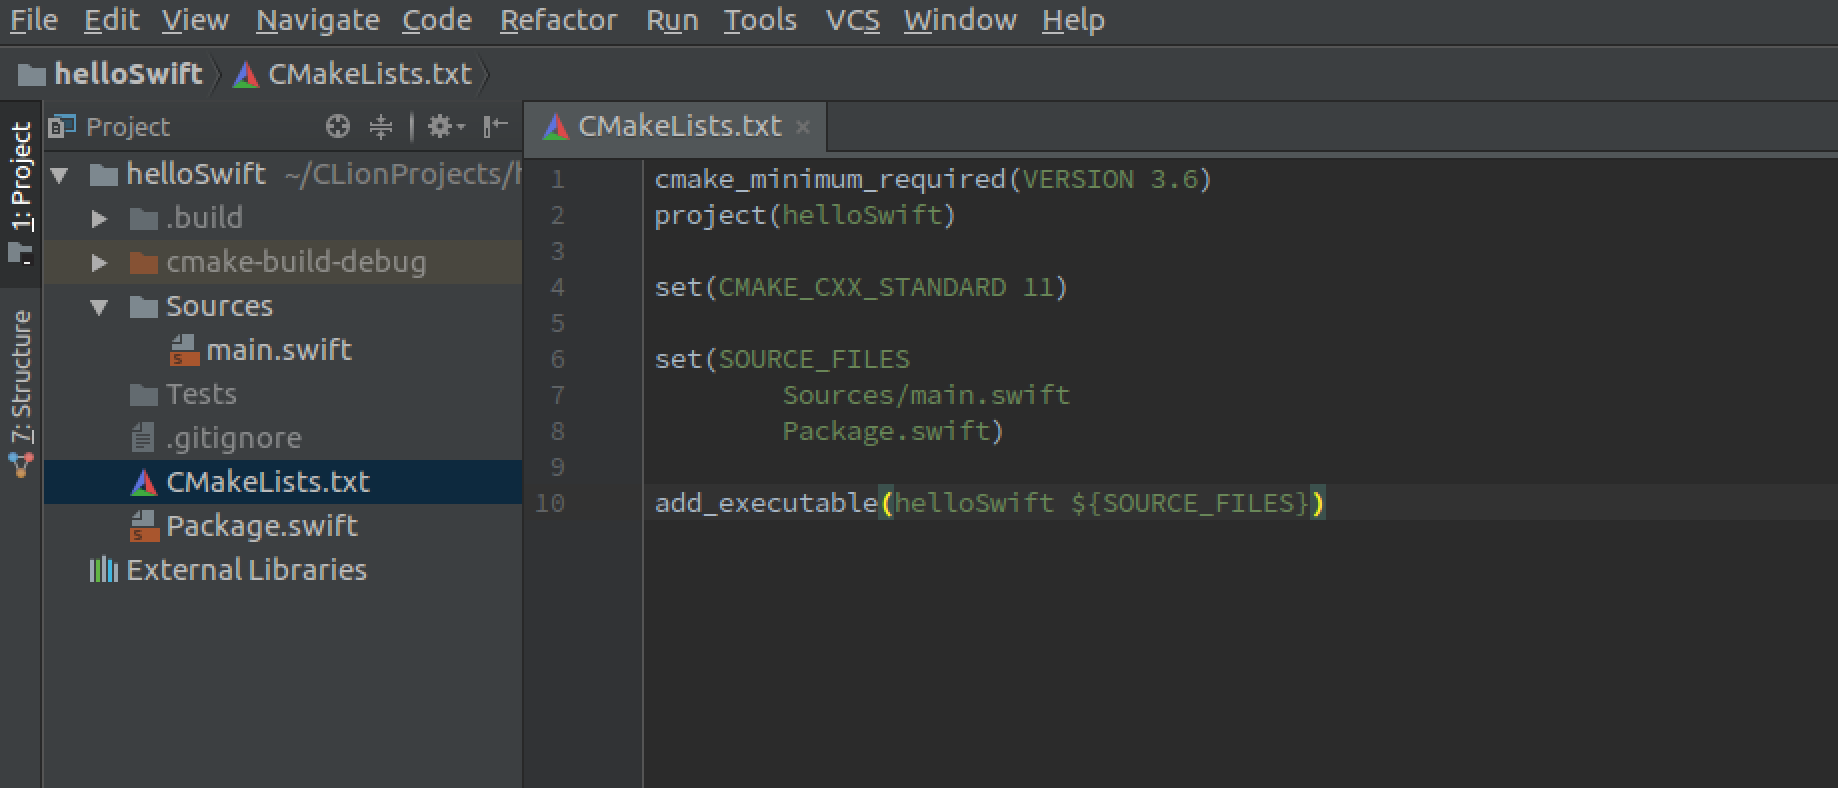 File Edit View Navigate Code Refactor Run Tools VCS Window Help
helloSwift CMakeLists.txt
1: Project
7: Structure
Project
helloSwift ~/CLionProjects/h
.build
cmake-build-debug
Sources
main.swift
Tests
.gitignore
CMakeLists.txt
Package.swift
External Libraries
CMakeLists.txt ×
1 cmake_minimum_required(VERSION 3.6)
2 project(helloSwift)
3
4 set(CMAKE_CXX_STANDARD 11)
5
6 set(SOURCE_FILES
7         Sources/main.swift
8         Package.swift)
9
10 add_executable(helloSwift ${SOURCE_FILES})